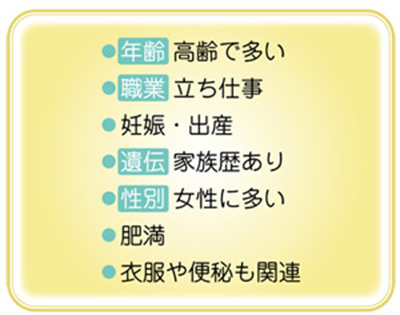 ●年齢 高齢で多い
●職業 立ち仕事
●妊娠・出産
●遺伝 家族歴あり
●性別 女性に多い
●肥満
●衣服や便秘も関連